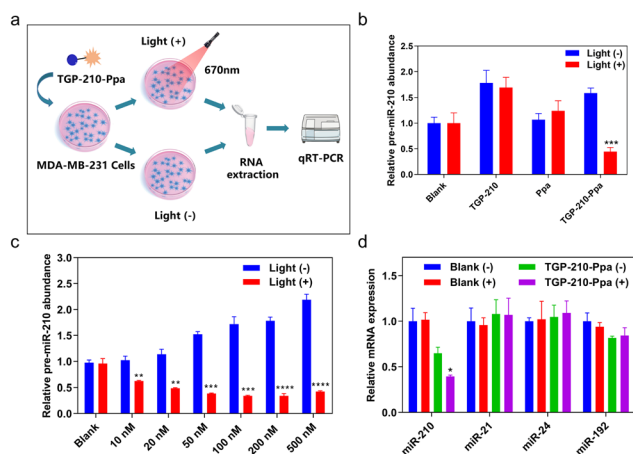 a
Light (+)
670nm
TGP-210-Ppa
MDA-MB-231 Cells
RNA
extraction
qRT-PCR
Light (-)
b
Relative pre-miR-210 abundance
2.5
2.0
1.5
1.0
0.5
0.0
Light (-)
Light (+)
***
Blank
TGP-210
Ppa
TGP-210-Ppa
c
Relative pre-miR-210 abundance
3.0
2.5
2.0
1.5
1.0
0.5
0.0
Light (-)
Light (+)
**
**
***
***
****
****
Blank
10 nM
20 nM
50 nM
100 nM
200 nM
500 nM
d
Relative mRNA expression
1.5
1.0
0.5
0.0
Blank (-)
Blank (+)
TGP-210-Ppa (-)
TGP-210-Ppa (+)
*
miR-210
miR-21
miR-24
miR-192